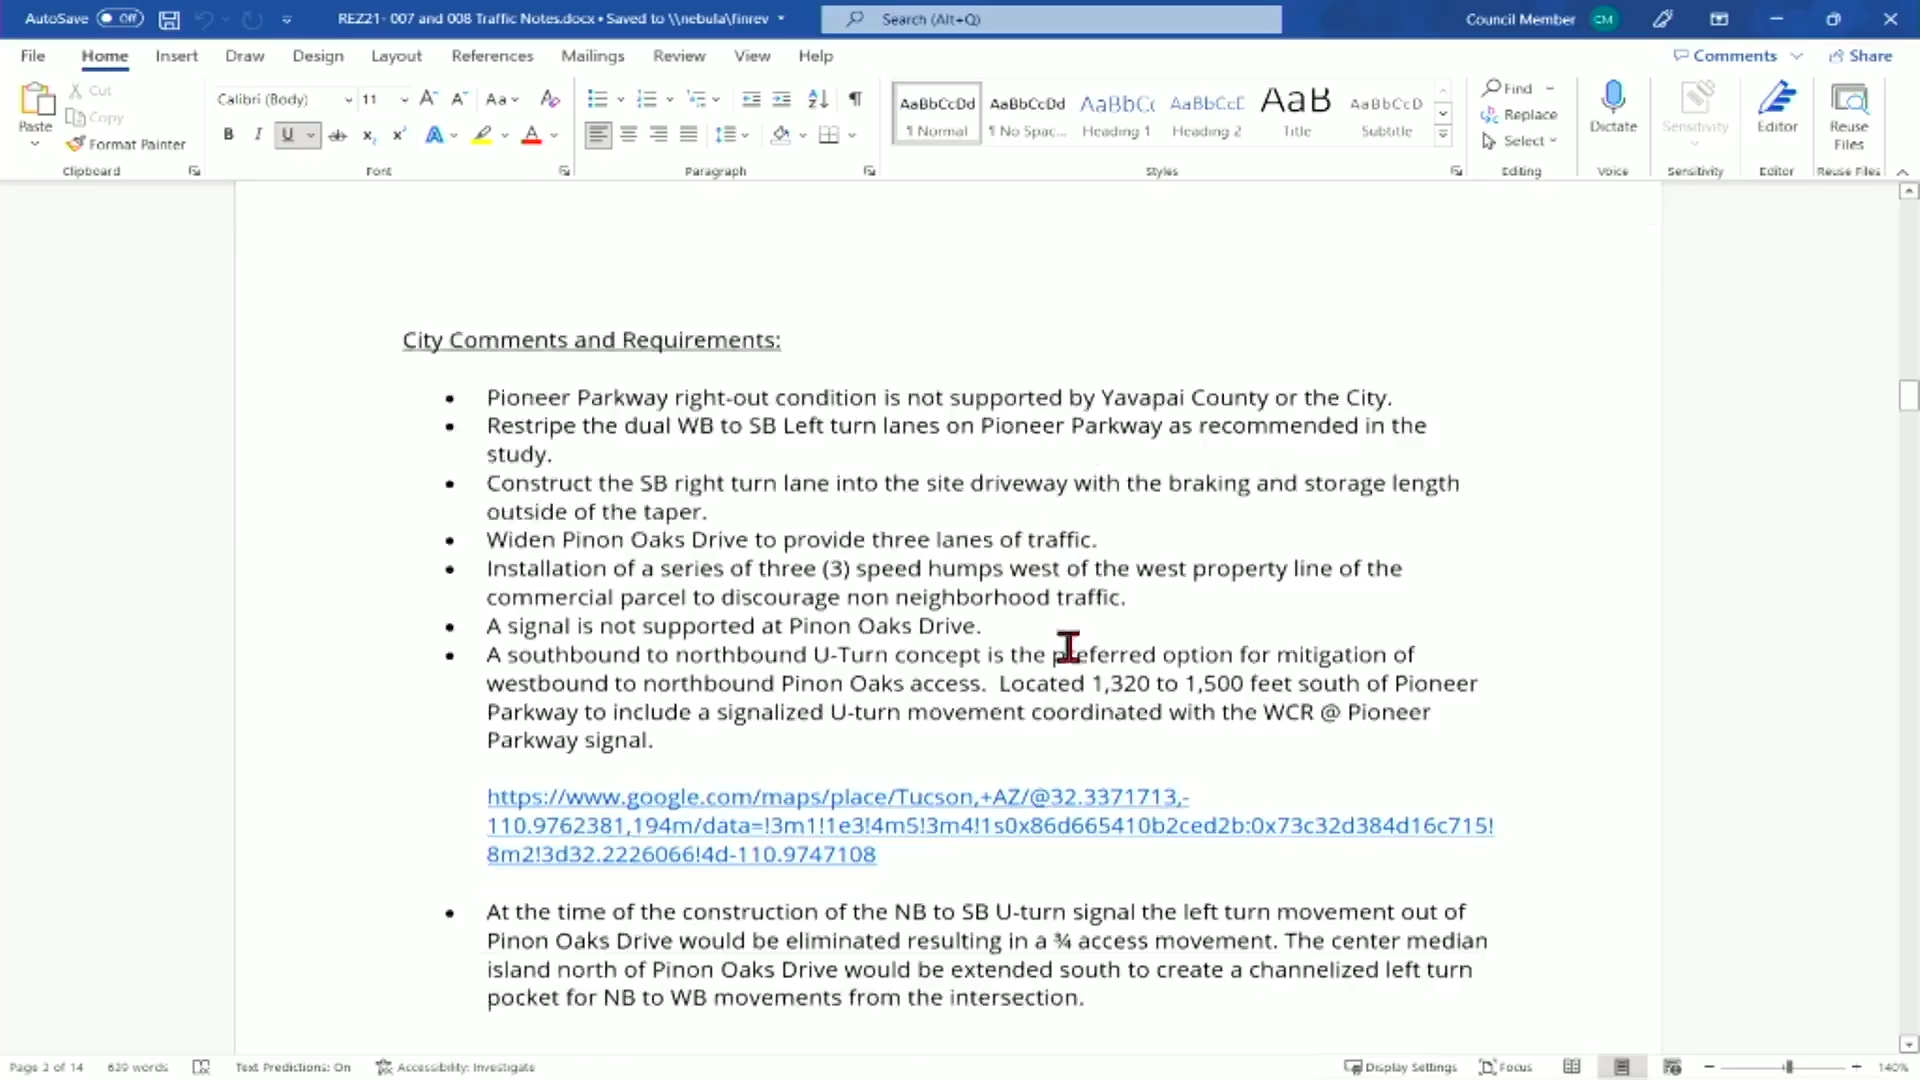 AutoSave Off REZ21- 007 and 008 Traffic Notes.docx • Saved to \\nebula\finrev Search (Alt+Q) Council Member CM
File Home Insert Draw Design Layout References Mailings Review View Help Comments Share
Paste Cut Copy Format Painter
Calibri (Body) 11
AaBbCcDd ¶ Normal
AaBbCcDd ¶ No Spac...
AaBbC( Heading 1
AaBbCcE Heading 2
AaB Title
AaBbCcD Subtitle
Find Replace Select
Dictate Sensitivity Editor Reuse Files
Clipboard Font Paragraph Styles Editing Voice Sensitivity Editor Reuse Files
City Comments and Requirements:
• Pioneer Parkway right-out condition is not supported by Yavapai County or the City.
• Restripe the dual WB to SB Left turn lanes on Pioneer Parkway as recommended in the
study.
• Construct the SB right turn lane into the site driveway with the braking and storage length
outside of the taper.
• Widen Pinon Oaks Drive to provide three lanes of traffic.
• Installation of a series of three (3) speed humps west of the west property line of the
commercial parcel to discourage non neighborhood traffic.
• A signal is not supported at Pinon Oaks Drive.
• A southbound to northbound U-Turn concept is the preferred option for mitigation of
westbound to northbound Pinon Oaks access. Located 1,320 to 1,500 feet south of Pioneer
Parkway to include a signalized U-turn movement coordinated with the WCR @ Pioneer
Parkway signal.
https://www.google.com/maps/place/Tucson,+AZ/@32.3371713,-
110.9762381,194m/data=!3m1!1e3!4m5!3m4!1s0x86d665410b2ced2b:0x73c32d384d16c715!
8m2!3d32.2226066!4d-110.9747108
• At the time of the construction of the NB to SB U-turn signal the left turn movement out of
Pinon Oaks Drive would be eliminated resulting in a ¾ access movement. The center median
island north of Pinon Oaks Drive would be extended south to create a channelized left turn
pocket for NB to WB movements from the intersection.
Page 2 of 14 639 words Text Predictions: On Accessibility: Investigate Display Settings Focus 140%